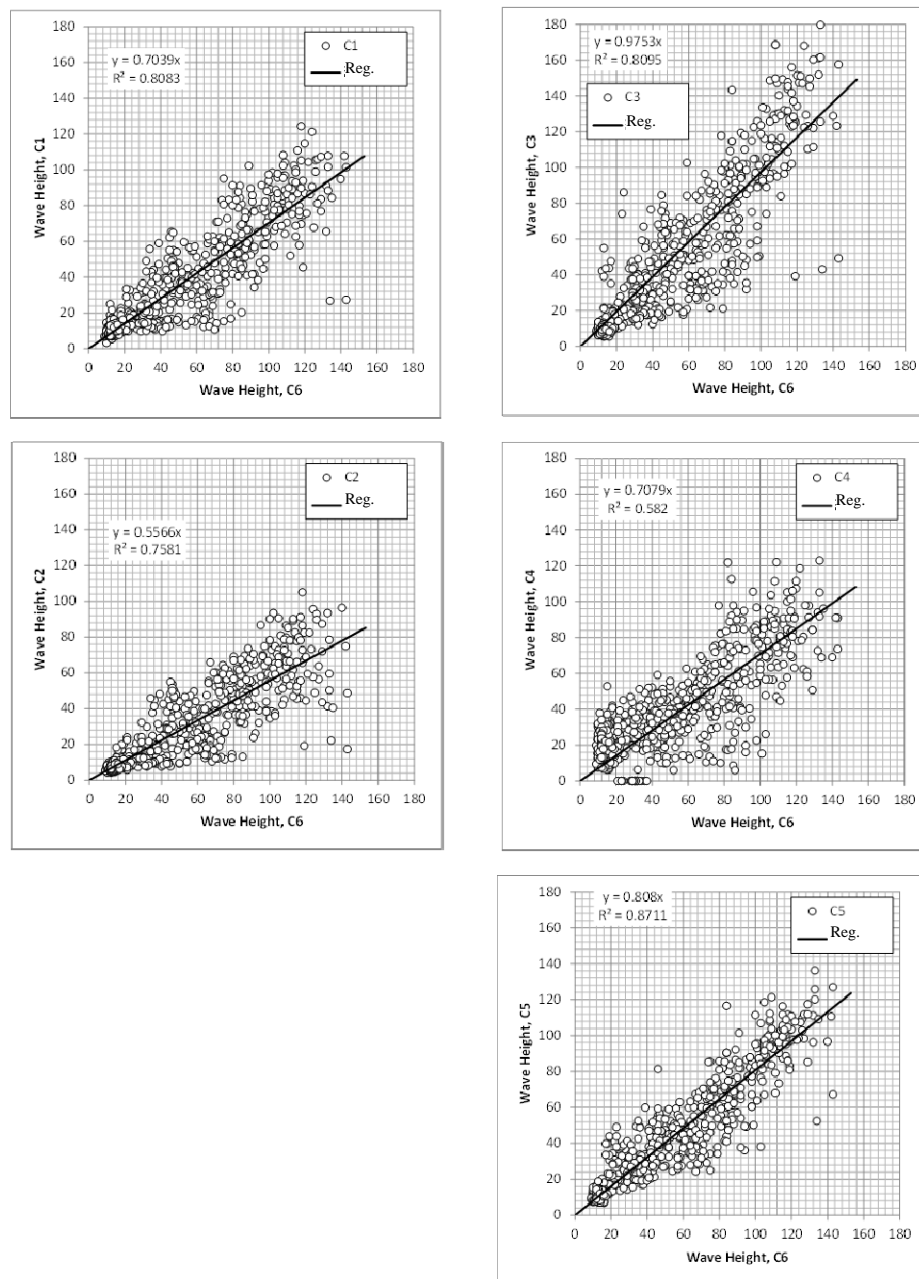 180
160
140
120
100
80
60
40
20
0
Wave Height, C1
y = 0.7039x
R² = 0.8083
C1
Reg.
0 20 40 60 80 100 120 140 160 180
Wave Height, C6
180
160
140
120
100
80
60
40
20
0
Wave Height, C3
y = 0.9753x
R² = 0.8095
C3
Reg.
0 20 40 60 80 100 120 140 160 180
Wave Height, C6
180
160
140
120
100
80
60
40
20
0
Wave Height, C2
C2
Reg.
y = 0.5566x
R² = 0.7581
0 20 40 60 80 100 120 140 160 180
Wave Height, C6
180
160
140
120
100
80
60
40
20
0
Wave Height, C4
y = 0.7079x
R² = 0.582
C4
Reg.
0 20 40 60 80 100 120 140 160 180
Wave Height, C6
180
160
140
120
100
80
60
40
20
0
Wave Height, C5
y = 0.808x
R² = 0.8711
C5
Reg.
0 20 40 60 80 100 120 140 160 180
Wave Height, C6